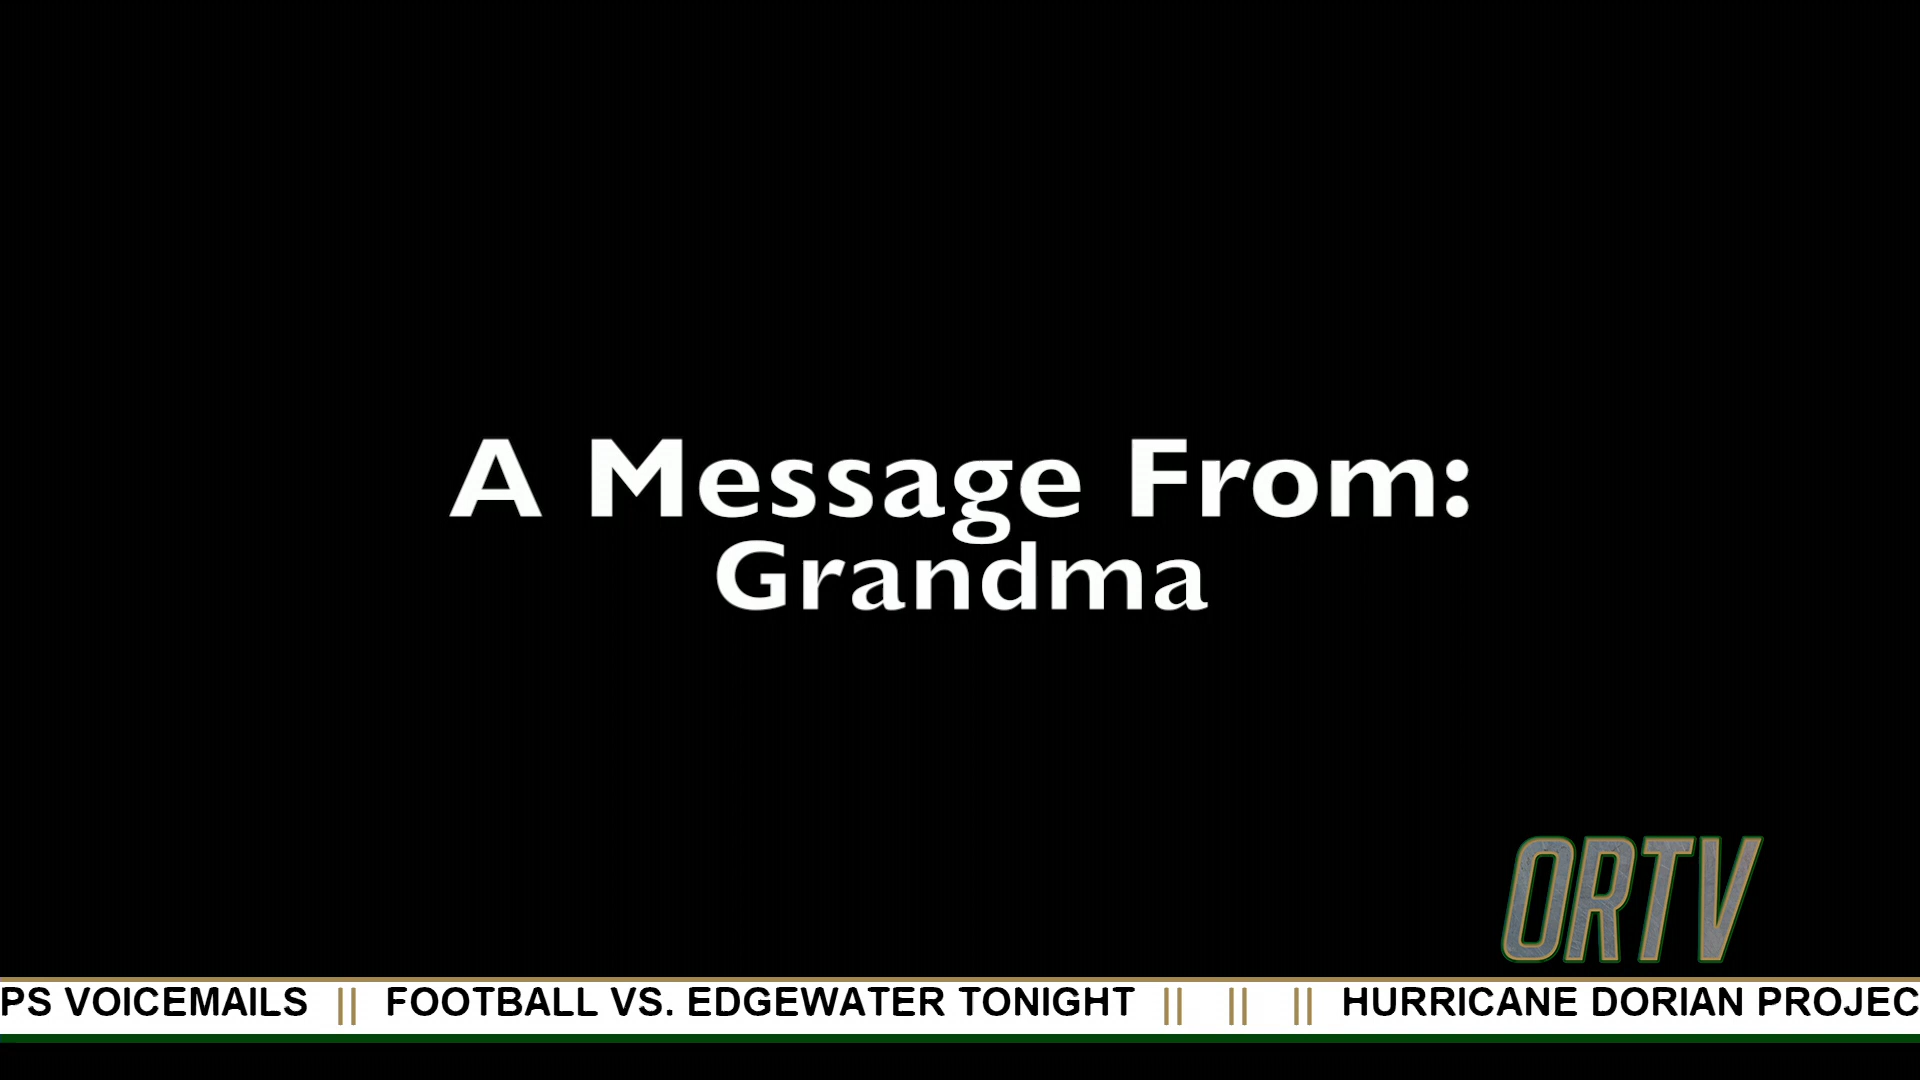 A Message From:
Grandma
ORTV
PS VOICEMAILS || FOOTBALL VS. EDGEWATER TONIGHT || || || HURRICANE DORIAN PROJEC